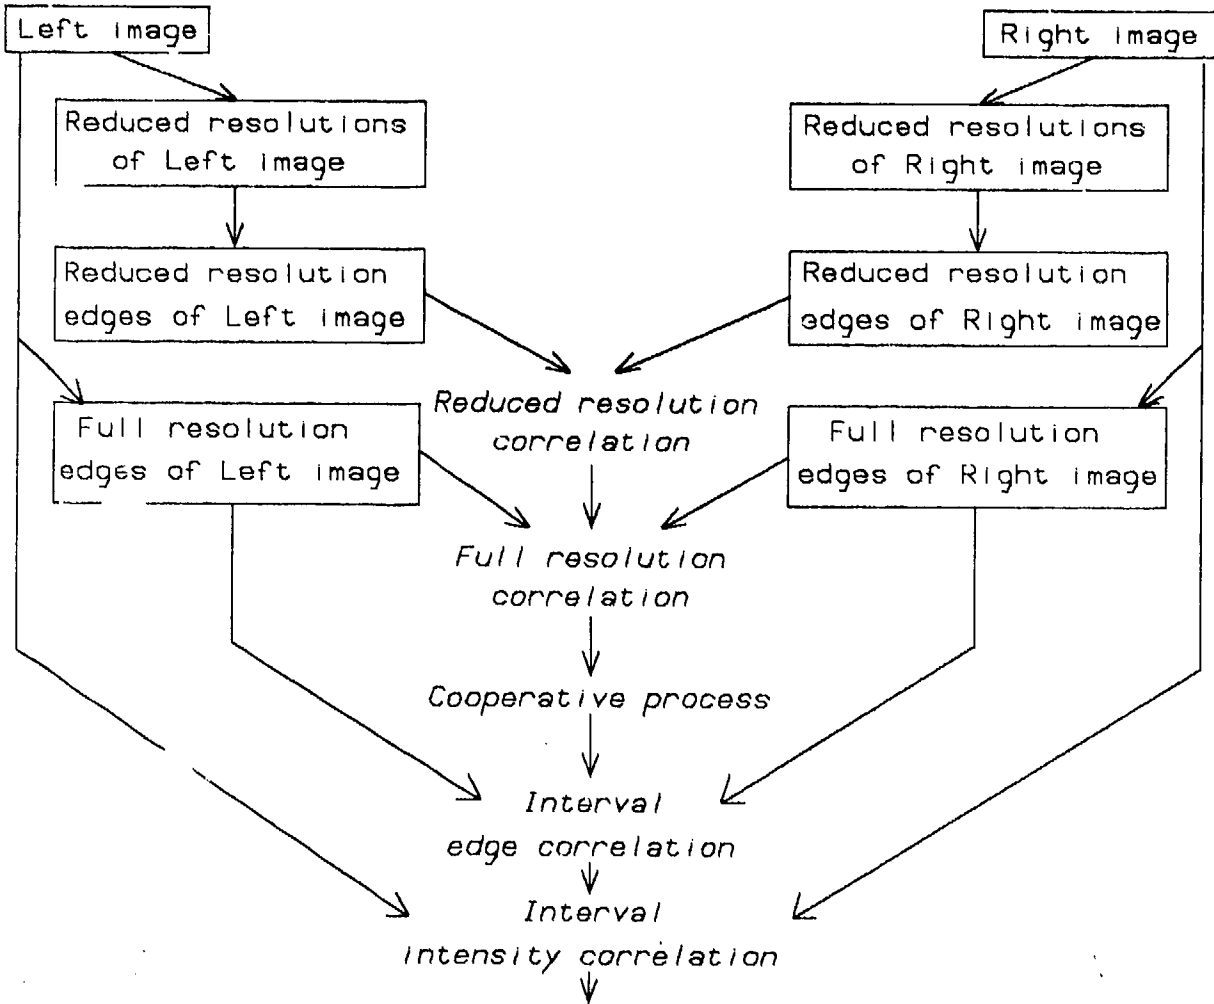 Left image
Right image
Reduced resolutions
of Left image
Reduced resolutions
of Right image
Reduced resolution
edges of Left image
Reduced resolution
edges of Right image
Reduced resolution
correlation
Full resolution
edges of Left image
Full resolution
edges of Right image
Full resolution
correlation
Cooperative process
Interval
edge correlation
Interval
intensity correlation